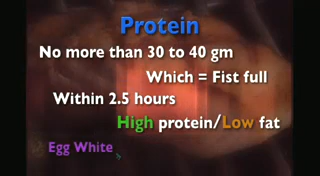 Protein
No more than 30 to 40 gm
Which = Fist full
Within 2.5 hours
High protein/Low fat
Egg White